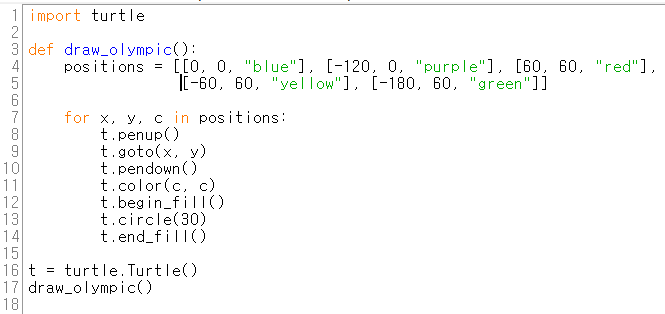 1 import turtle
2
3 def draw_olympic():
4     positions = [[0, 0, "blue"], [-120, 0, "purple"], [60, 60, "red"],
5                  [-60, 60, "yellow"], [-180, 60, "green"]]
6
7     for x, y, c in positions:
8         t.penup()
9         t.goto(x, y)
10         t.pendown()
11         t.color(c, c)
12         t.begin_fill()
13         t.circle(30)
14         t.end_fill()
15
16 t = turtle.Turtle()
17 draw_olympic()
18